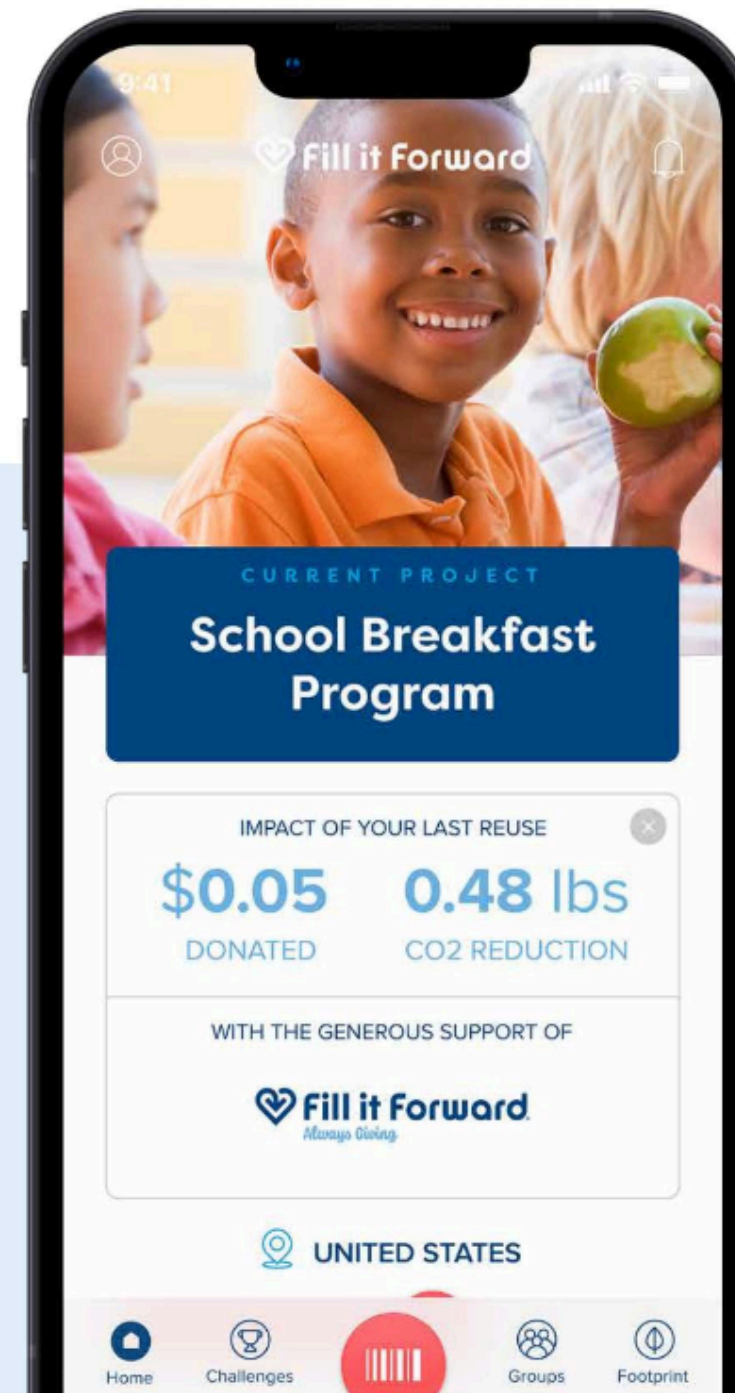 9:41
Fill it Forward
CURRENT PROJECT
School Breakfast
Program
IMPACT OF YOUR LAST REUSE
$0.05 0.48 lbs
DONATED CO2 REDUCTION
WITH THE GENEROUS SUPPORT OF
Fill it Forward
Always Giving
UNITED STATES
Home Challenges Groups Footprint